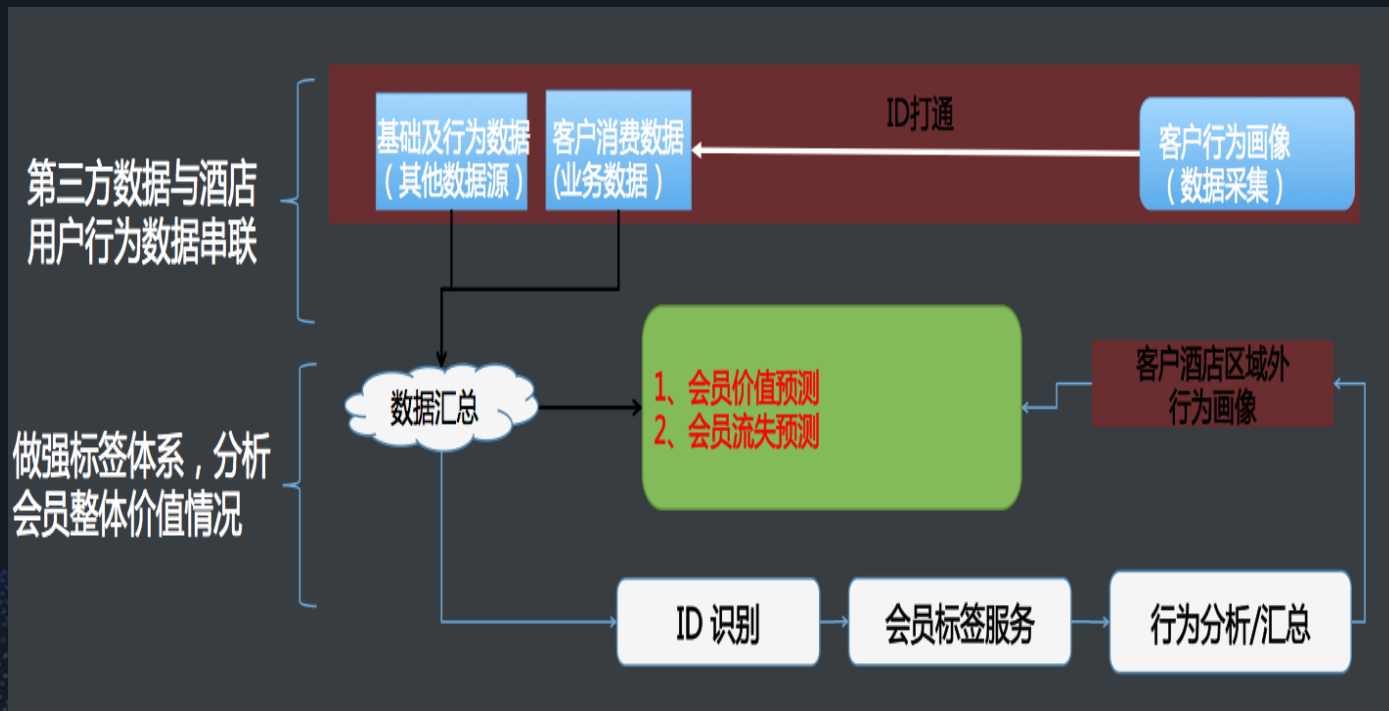 第三方数据与酒店
用户行为数据串联
基础及行为数据
（其他数据源）
客户消费数据
(业务数据）
ID打通
客户行为画像
（数据采集）
做强标签体系，分析
会员整体价值情况
数据汇总
1、会员价值预测
2、会员流失预测
客户酒店区域外
行为画像
ID 识别
会员标签服务
行为分析/汇总